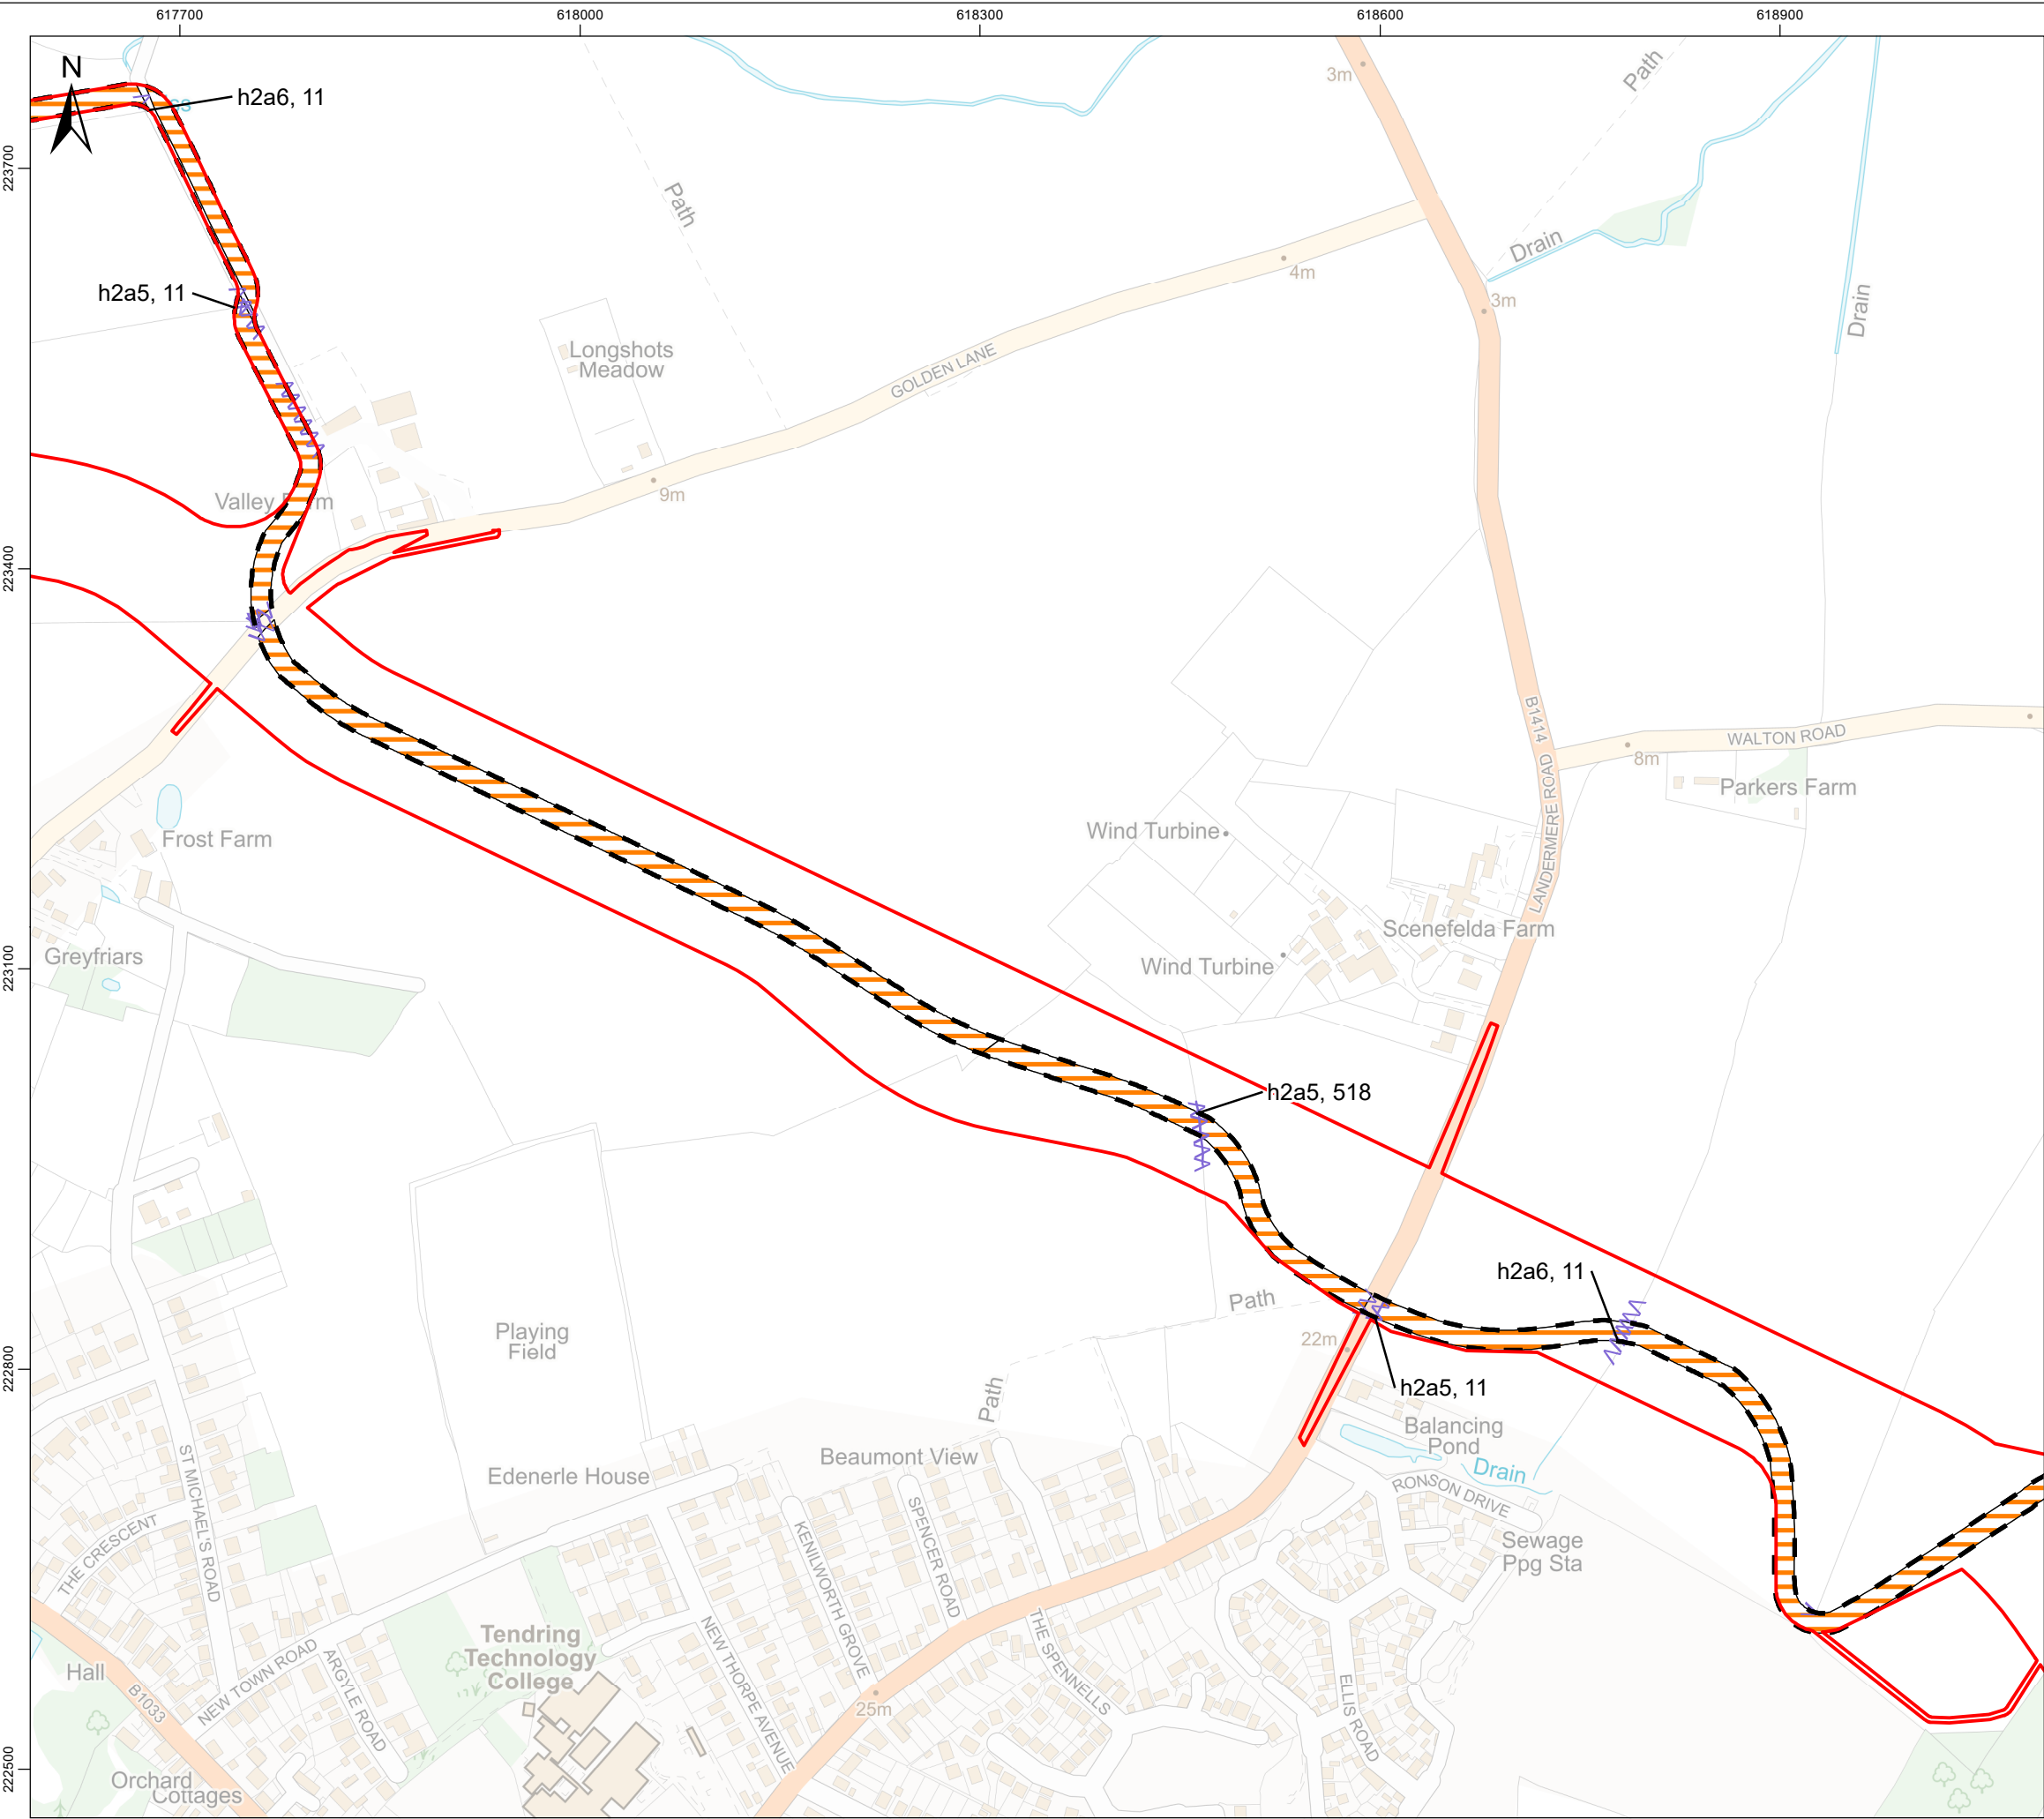 617700
618000
618300
618600
618900
N
h2a6, 11
3m
Path
223700
Path
Drain
4m
3m
h2a5, 11
Drain
Longshots
Meadow
GOLDEN LANE
9m
Valley
223400
B1414
LANDERMERE ROAD
WALTON ROAD
8m
Parkers Farm
Wind Turbine
Frost Farm
Scenefelda Farm
Greyfriars
Wind Turbine
223100
h2a5, 518
h2a6, 11
Path
Playing
Field
22m
222800
h2a5, 11
Path
Balancing
Pond
Beaumont View
Edenerle House
Drain
RONSON DRIVE
ST MICHAEL'S ROAD
THE CRESCENT
KENILWORTH GROVE
SPENCER ROAD
Sewage
Ppg Sta
Tendring
Technology
College
NEW THORPE AVENUE
THE SPENNELLS
Hall
NEW TOWN ROAD
ARGYLE ROAD
B1033
25m
ELLIS ROAD
222500
Orchard
Cottages